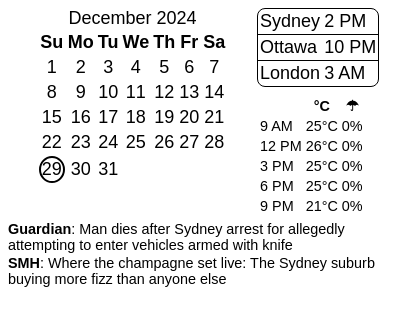 December 2024
Su Mo Tu We Th Fr Sa
1 2 3 4 5 6 7
8 9 10 11 12 13 14
15 16 17 18 19 20 21
22 23 24 25 26 27 28
29 30 31
Sydney 2 PM
Ottawa 10 PM
London 3 AM
°C ☂
9 AM 25°C 0%
12 PM 26°C 0%
3 PM 25°C 0%
6 PM 25°C 0%
9 PM 21°C 0%
Guardian: Man dies after Sydney arrest for allegedly
attempting to enter vehicles armed with knife
SMH: Where the champagne set live: The Sydney suburb
buying more fizz than anyone else